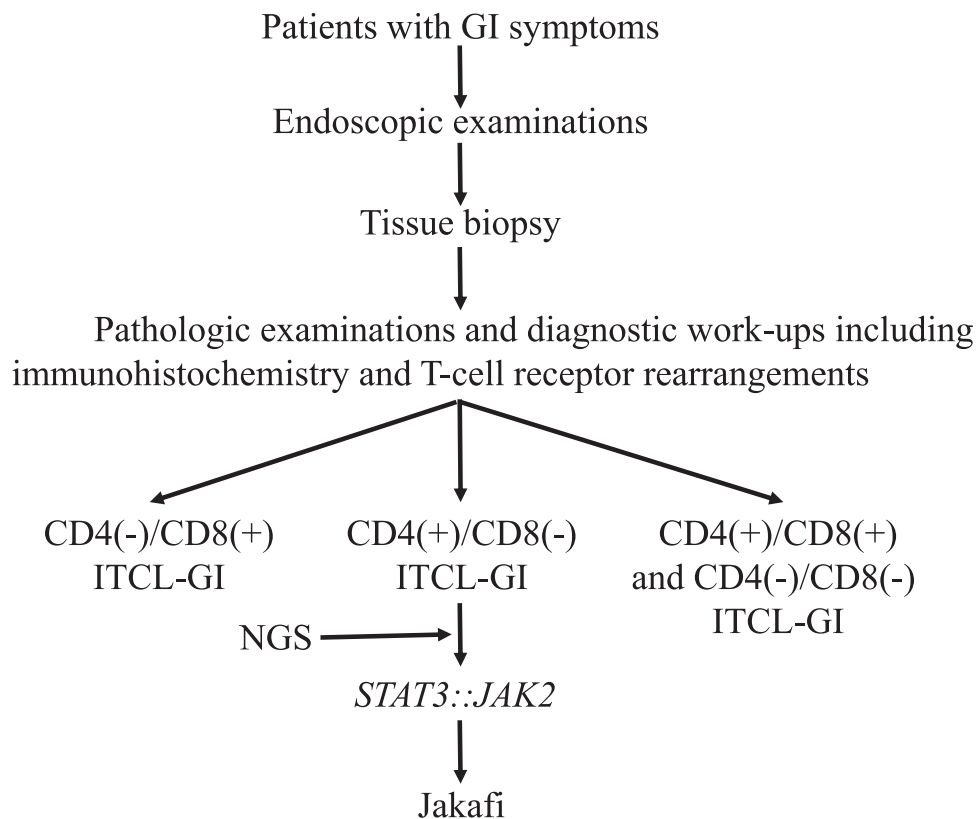 Patients with GI symptoms
Endoscopic examinations
Tissue biopsy
Pathologic examinations and diagnostic work-ups including
immunohistochemistry and T-cell receptor rearrangements
CD4(-)/CD8(+)
ITCL-GI
CD4(+)/CD8(-)
ITCL-GI
CD4(+)/CD8(+)
and CD4(-)/CD8(-)
ITCL-GI
NGS
STAT3::JAK2
Jakafi